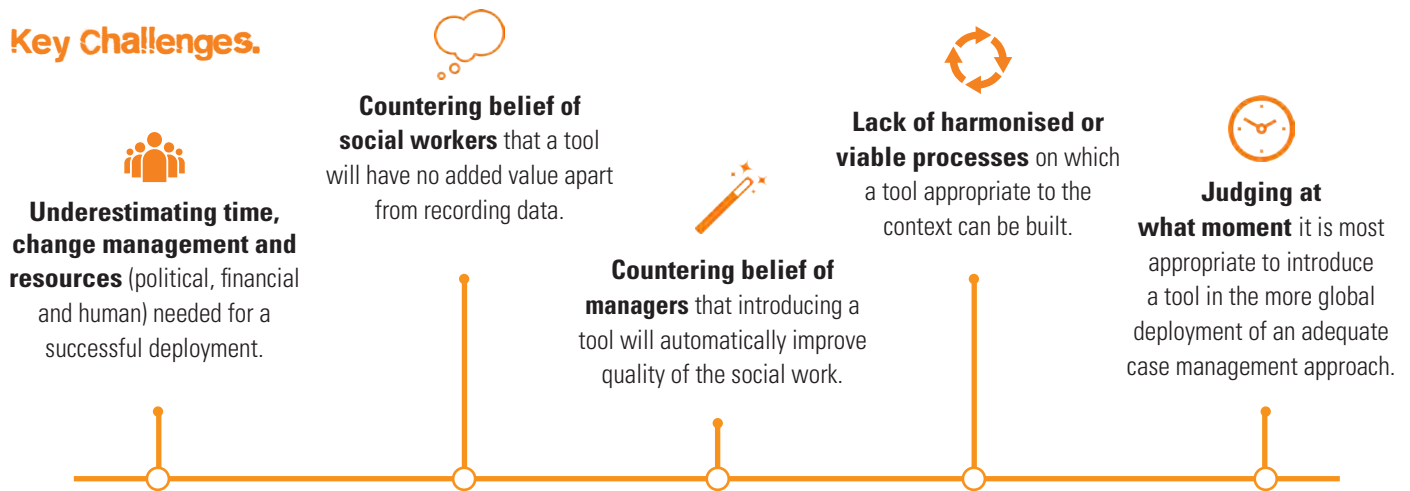 Key Challenges.
Underestimating time,
change management and
resources (political, financial
and human) needed for a
successful deployment.
Countering belief of
social workers that a tool
will have no added value apart
from recording data.
Countering belief of
managers that introducing a
tool will automatically improve
quality of the social work.
Lack of harmonised or
viable processes on which
a tool appropriate to the
context can be built.
Judging at
what moment it is most
appropriate to introduce
a tool in the more global
deployment of an adequate
case management approach.